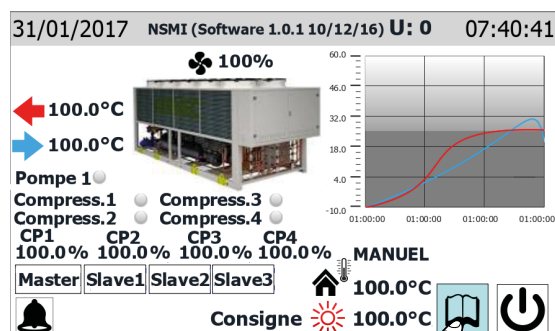 31/01/2017 NSMI (Software 1.0.1 10/12/16) U: 0 07:40:41
100%
60.0
46.0
32.0
18.0
4.0
-10.0
01:00:00 01:00:00 01:00:00 01:00:00
100.0°C
100.0°C
Pompe 1
Compress.1 Compress.3
Compress.2 Compress.4
CP1 CP2 CP3 CP4
100.0% 100.0% 100.0% 100.0%
Master Slave1 Slave2 Slave3
MANUEL
100.0°C
Consigne 100.0°C